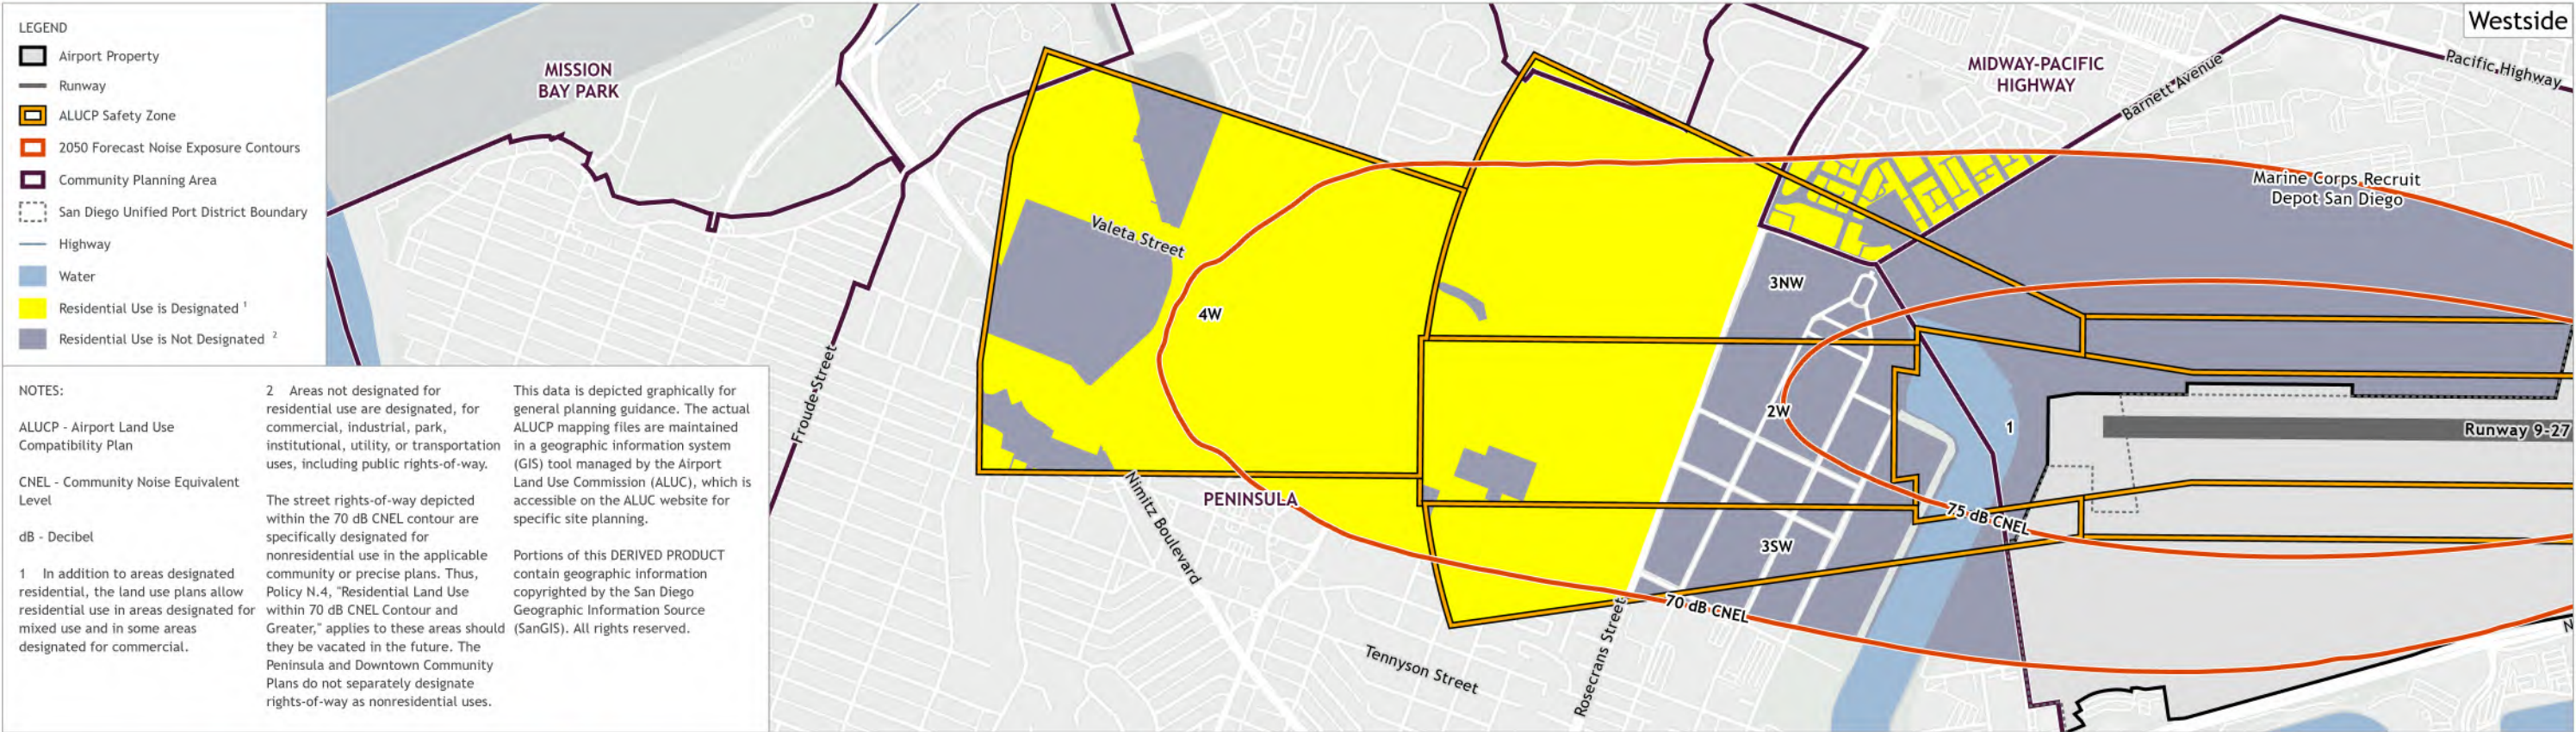 Westside
LEGEND
Airport Property
Runway
ALUCP Safety Zone
2050 Forecast Noise Exposure Contours
Community Planning Area
San Diego Unified Port District Boundary
Highway
Water
Residential Use is Designated 1
Residential Use is Not Designated 2
NOTES:
ALUCP - Airport Land Use
Compatibility Plan
CNEL - Community Noise Equivalent
Level
dB - Decibel
1 In addition to areas designated
residential, the land use plans allow
residential use in areas designated for
mixed use and in some areas
designated for commercial.
2 Areas not designated for
residential use are designated, for
commercial, industrial, park,
institutional, utility, or transportation
uses, including public rights-of-way.
The street rights-of-way depicted
within the 70 dB CNEL contour are
specifically designated for
nonresidential use in the applicable
community or precise plans. Thus,
Policy N.4, "Residential Land Use
within 70 dB CNEL Contour and
Greater," applies to these areas should
they be vacated in the future. The
Peninsula and Downtown Community
Plans do not separately designate
rights-of-way as nonresidential uses.
This data is depicted graphically for
general planning guidance. The actual
ALUCP mapping files are maintained
in a geographic information system
(GIS) tool managed by the Airport
Land Use Commission (ALUC), which is
accessible on the ALUC website for
specific site planning.
Portions of this DERIVED PRODUCT
contain geographic information
copyrighted by the San Diego
Geographic Information Source
(SanGIS). All rights reserved.
MISSION
BAY PARK
MIDWAY-PACIFIC
HIGHWAY
Pacific Highway
Barnett Avenue
Marine Corps Recruit
Depot San Diego
Valeta Street
3NW
4W
Froude Street
2W
1
Runway 9-27
PENINSULA
Nimitz Boulevard
75 dB CNEL
3SW
70 dB CNEL
Rosecrans Street
Tennyson Street
N